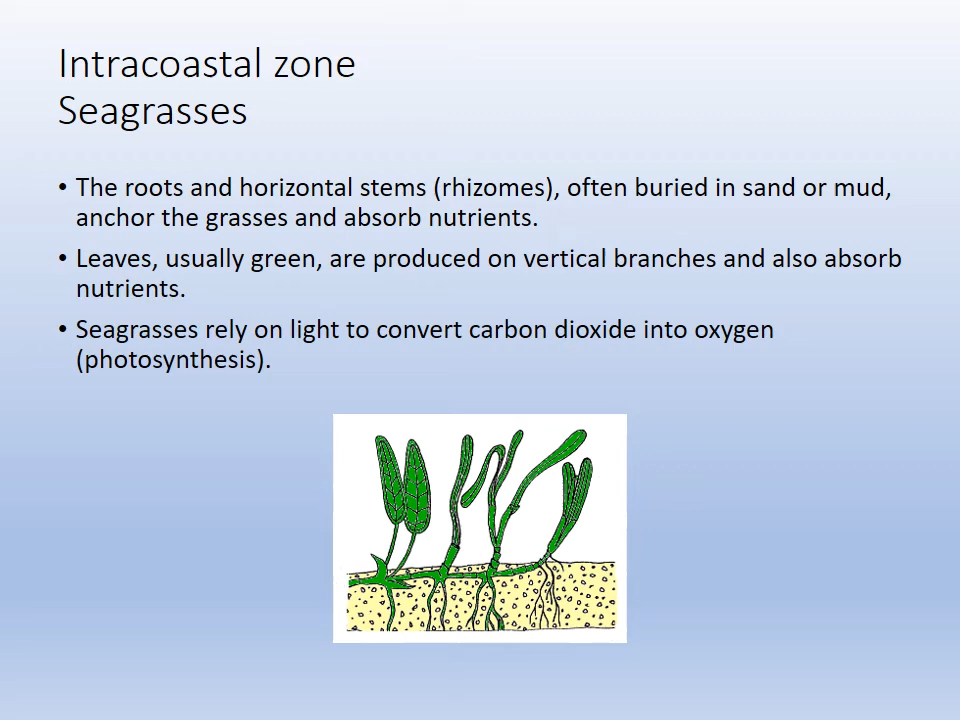 Intracoastal zone
Seagrasses
• The roots and horizontal stems (rhizomes), often buried in sand or mud,
anchor the grasses and absorb nutrients.
• Leaves, usually green, are produced on vertical branches and also absorb
nutrients.
• Seagrasses rely on light to convert carbon dioxide into oxygen
(photosynthesis).